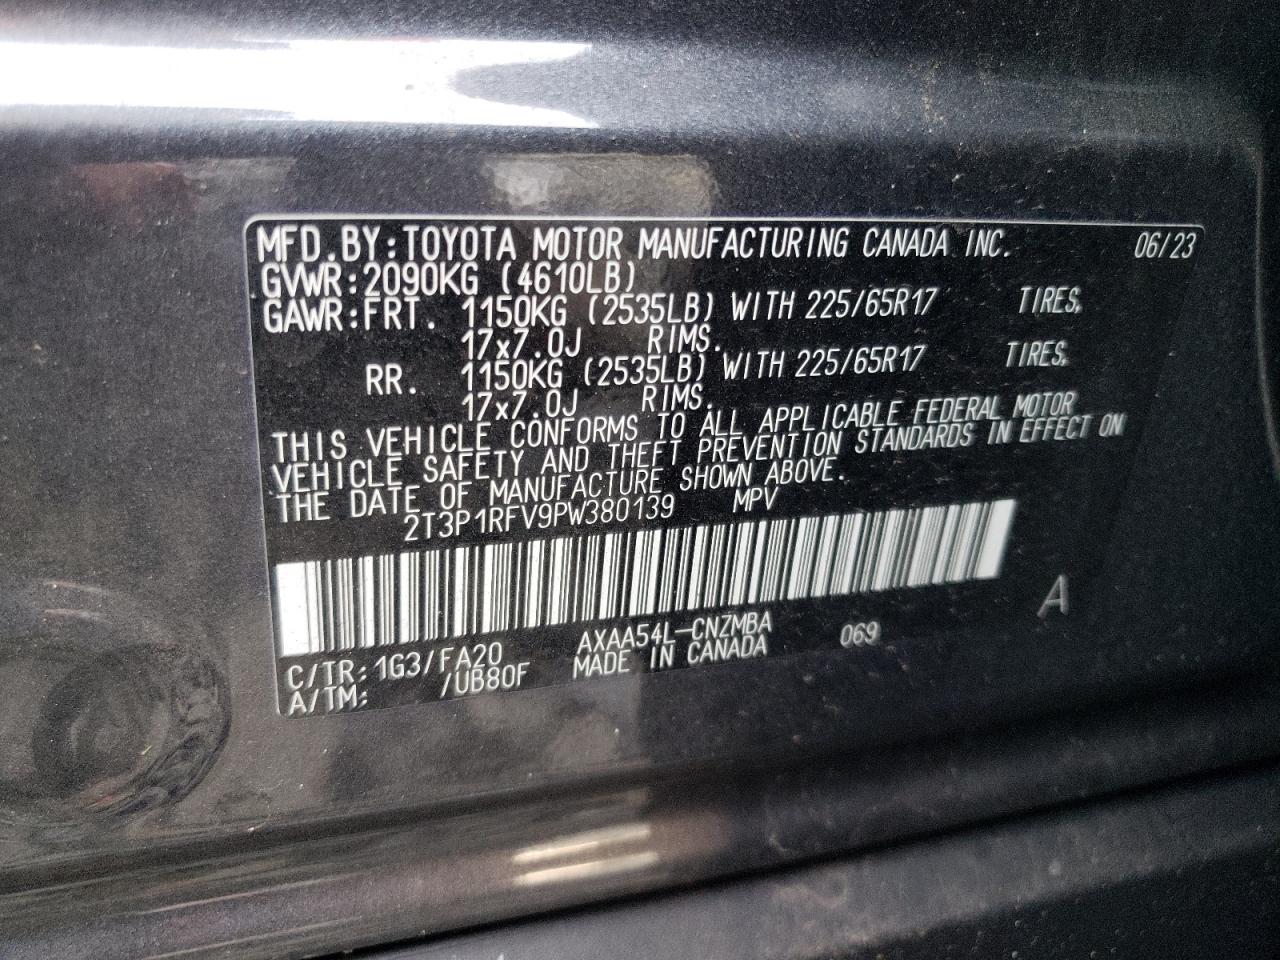 MFD.BY:TOYOTA MOTOR MANUFACTURING CANADA INC. 06/23
GVWR:2090KG (4610LB)
GAWR:FRT. 1150KG (2535LB) WITH 225/65R17 TIRES,
17x7.0J RIMS.
RR. 1150KG (2535LB) WITH 225/65R17 TIRES,
17x7.0J RIMS.
THIS VEHICLE CONFORMS TO ALL APPLICABLE FEDERAL MOTOR
VEHICLE SAFETY AND THEFT PREVENTION STANDARDS IN EFFECT ON
THE DATE OF MANUFACTURE SHOWN ABOVE.
2T3P1RFV9PW380139 MPV
A
C/TR:1G3/FA20 AXAA54L-CNZMBA 069
A/TM: /UB80F MADE IN CANADA